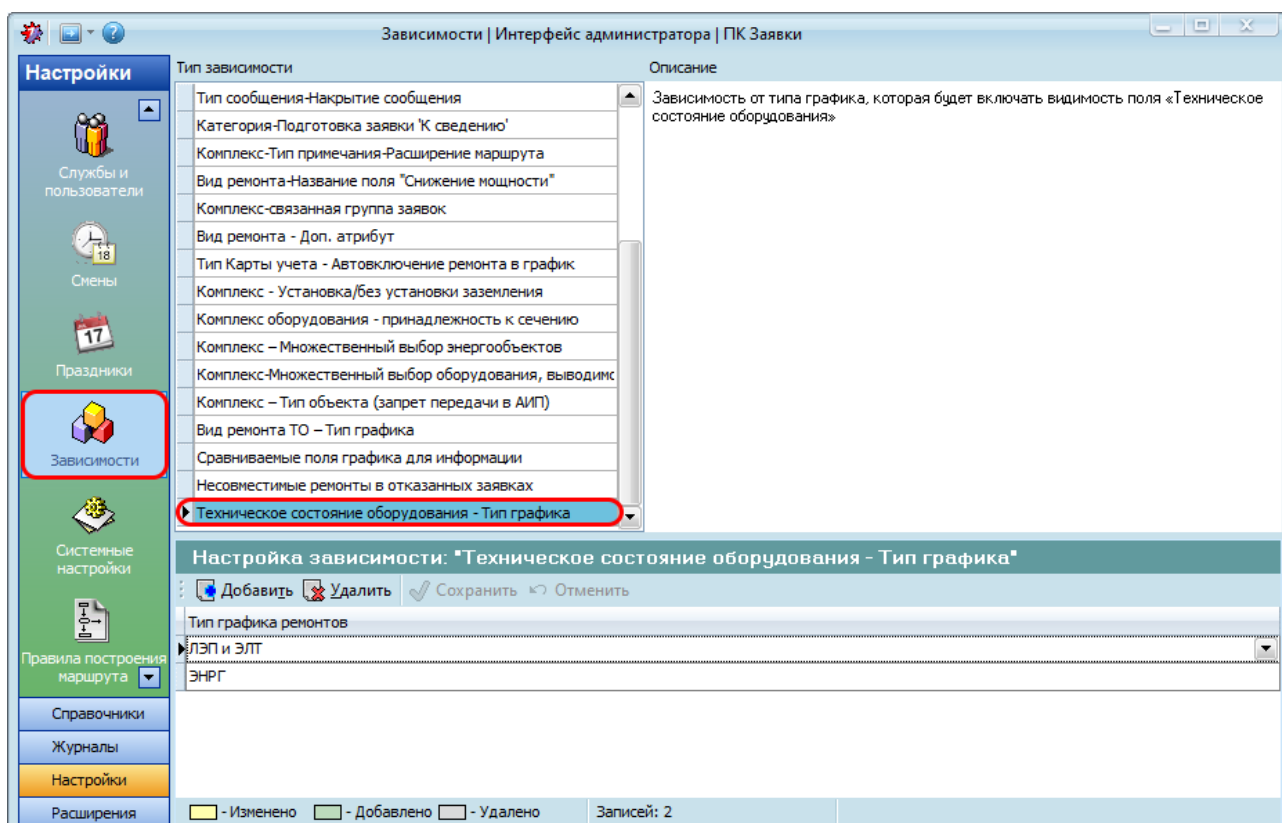 Зависимости | Интерфейс администратора | ПК Заявки
Настройки
Службы и
пользователи
18
Смены
17
Праздники
Зависимости
Системные
настройки
Правила построения
маршрута
Справочники
Журналы
Настройки
Расширения
Тип зависимости
Тип сообщения-Накрытие сообщения
Категория-Подготовка заявки 'К сведению'
Комплекс-Тип примечания-Расширение маршрута
Вид ремонта-Название поля "Снижение мощности"
Комплекс-связанная группа заявок
Вид ремонта - Доп. атрибут
Тип Карты учета - Автовключение ремонта в график
Комплекс - Установка/без установки заземления
Комплекс оборудования - принадлежность к сечению
Комплекс – Множественный выбор энергообъектов
Комплекс-Множественный выбор оборудования, выводимс
Комплекс – Тип объекта (запрет передачи в АИП)
Вид ремонта ТО – Тип графика
Сравниваемые поля графика для информации
Несовместимые ремонты в отказанных заявках
Техническое состояние оборудования - Тип графика
Описание
Зависимость от типа графика, которая будет включать видимость поля «Техническое
состояние оборудования»
Настройка зависимости: "Техническое состояние оборудования - Тип графика"
Добавить Удалить Сохранить Отменить
Тип графика ремонтов
ЛЭП и ЭЛТ
ЭНРГ
- Изменено - Добавлено - Удалено Записей: 2